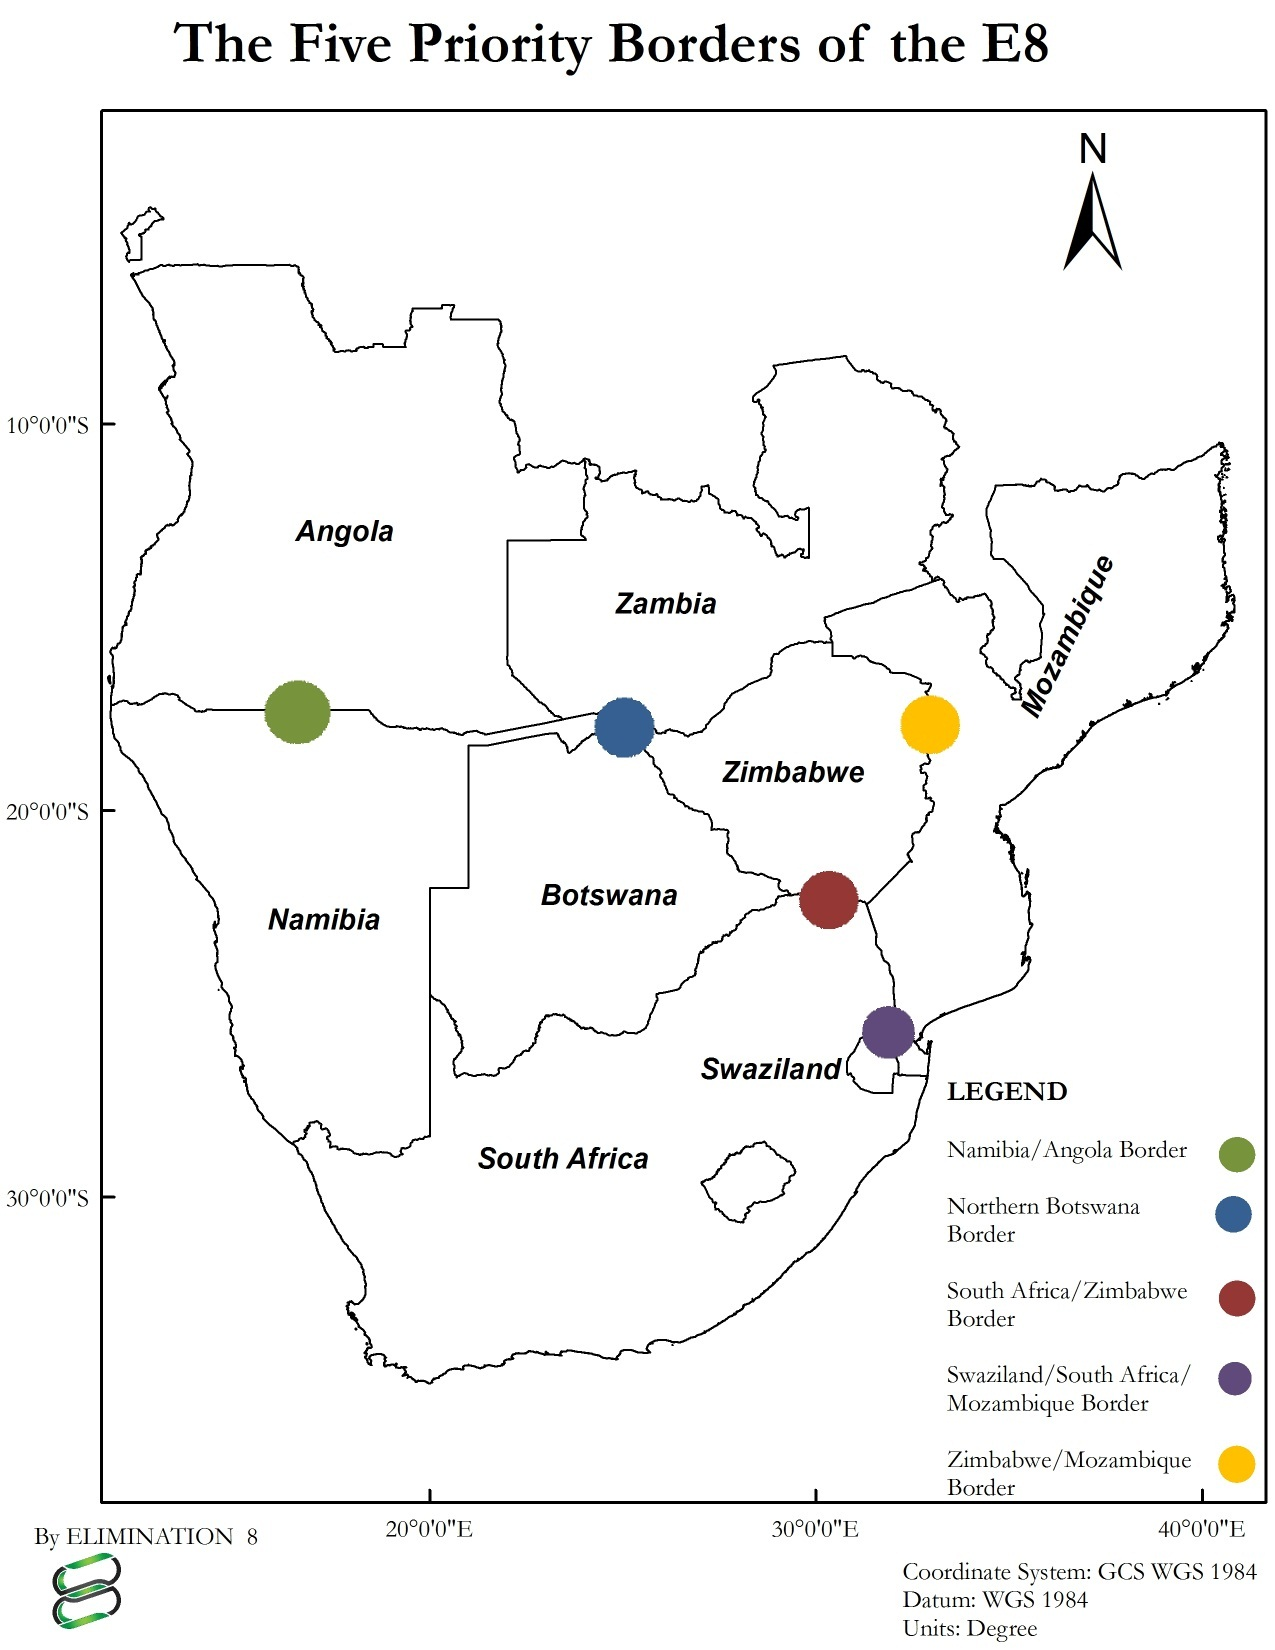 The Five Priority Borders of the E8
N
10°0'0"S
Angola
Zambia
Mozambique
Zimbabwe
20°0'0"S
Botswana
Namibia
Swaziland
South Africa
30°0'0"S
LEGEND
Namibia/Angola Border
Northern Botswana
Border
South Africa/Zimbabwe
Border
Swaziland/South Africa/
Mozambique Border
Zimbabwe/Mozambique
Border
20°0'0"E
30°0'0"E
40°0'0"E
By ELIMINATION 8
Coordinate System: GCS WGS 1984
Datum: WGS 1984
Units: Degree